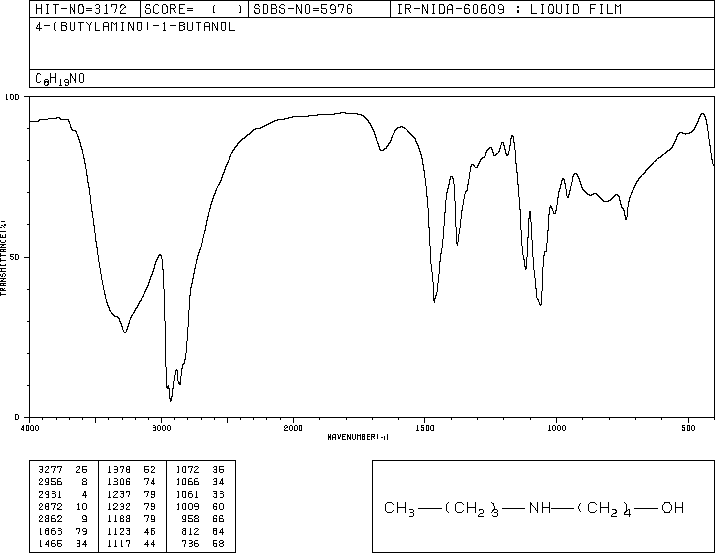 HIT-NO=3172 SCORE= ( ) SDBS-NO=5976 IR-NIDA-60609 : LIQUID FILM
4-(BUTYLAMINO)-1-BUTANOL
C8H19NO
100
50
0
TRANSMITTANCE(%)
4000 3000 2000 1500 1000 500
WAVENUMBER(-1)
3277 26 1378 52 1072 36
2956 8 1306 74 1066 34
2931 4 1237 79 1061 33
2872 10 1232 79 1009 60
2862 9 1188 79 958 66
1663 79 1123 46 812 64
1466 34 1117 44 736 58
CH3—(CH2)3—NH—(CH2)4—OH